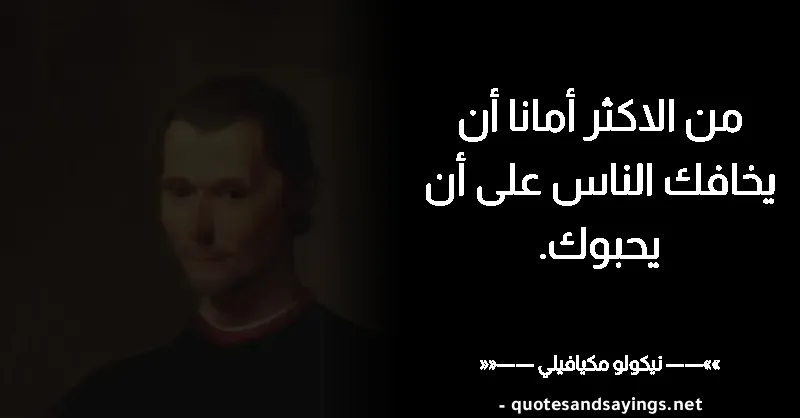 من الاكثر أمانا أن
يخافك الناس على أن
يحبوك.
»»—— نيكولو مكيافيلي ——««
- quotesandsayings.net